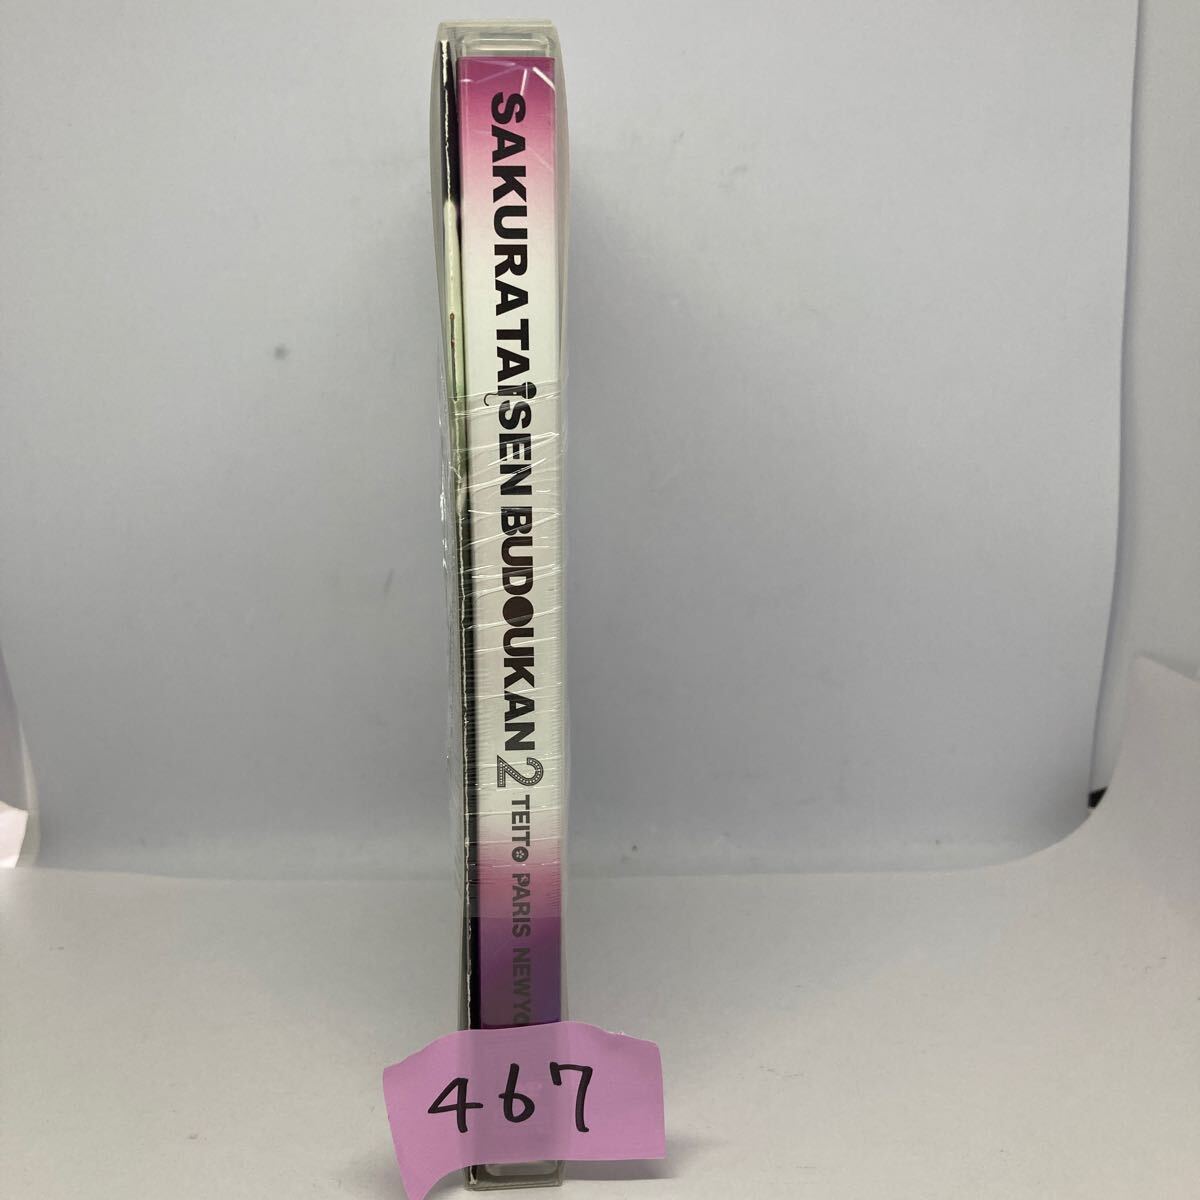 SAKURA TAISEN BUDOUKAN 2 TEITO PARIS NEWYO
467